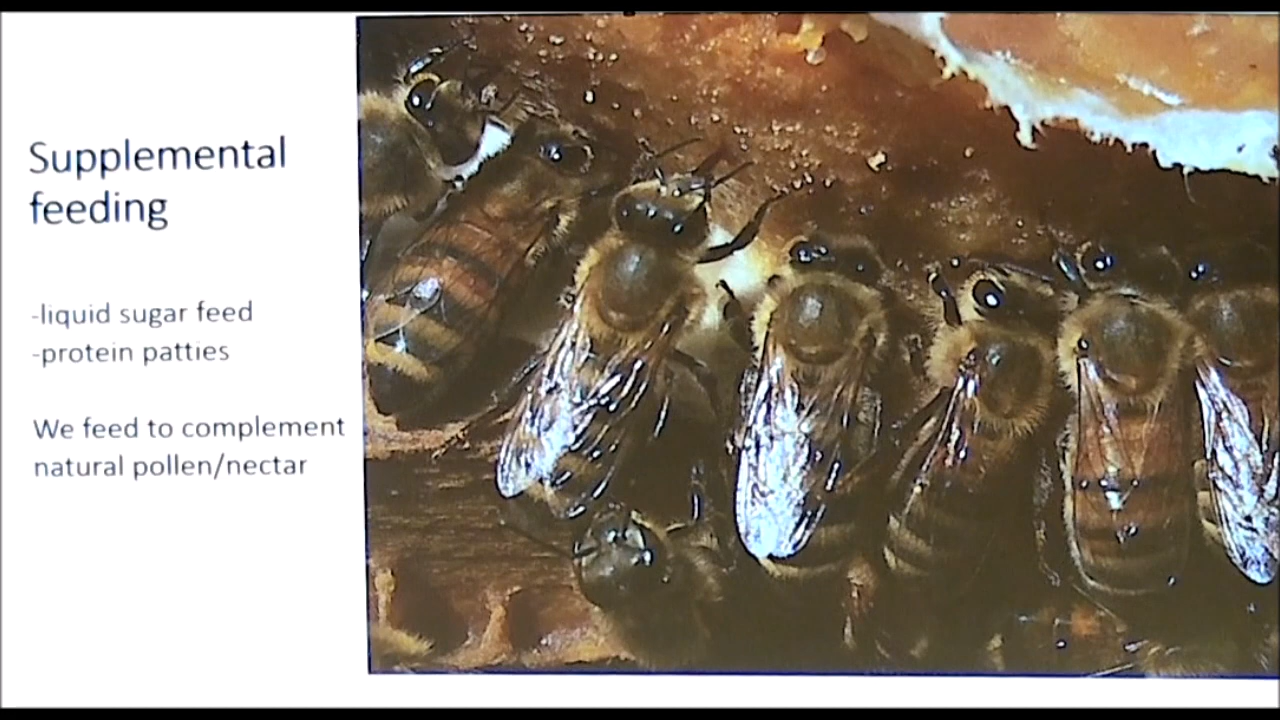 Supplemental
feeding
-liquid sugar feed
-protein patties
We feed to complement
natural pollen/nectar